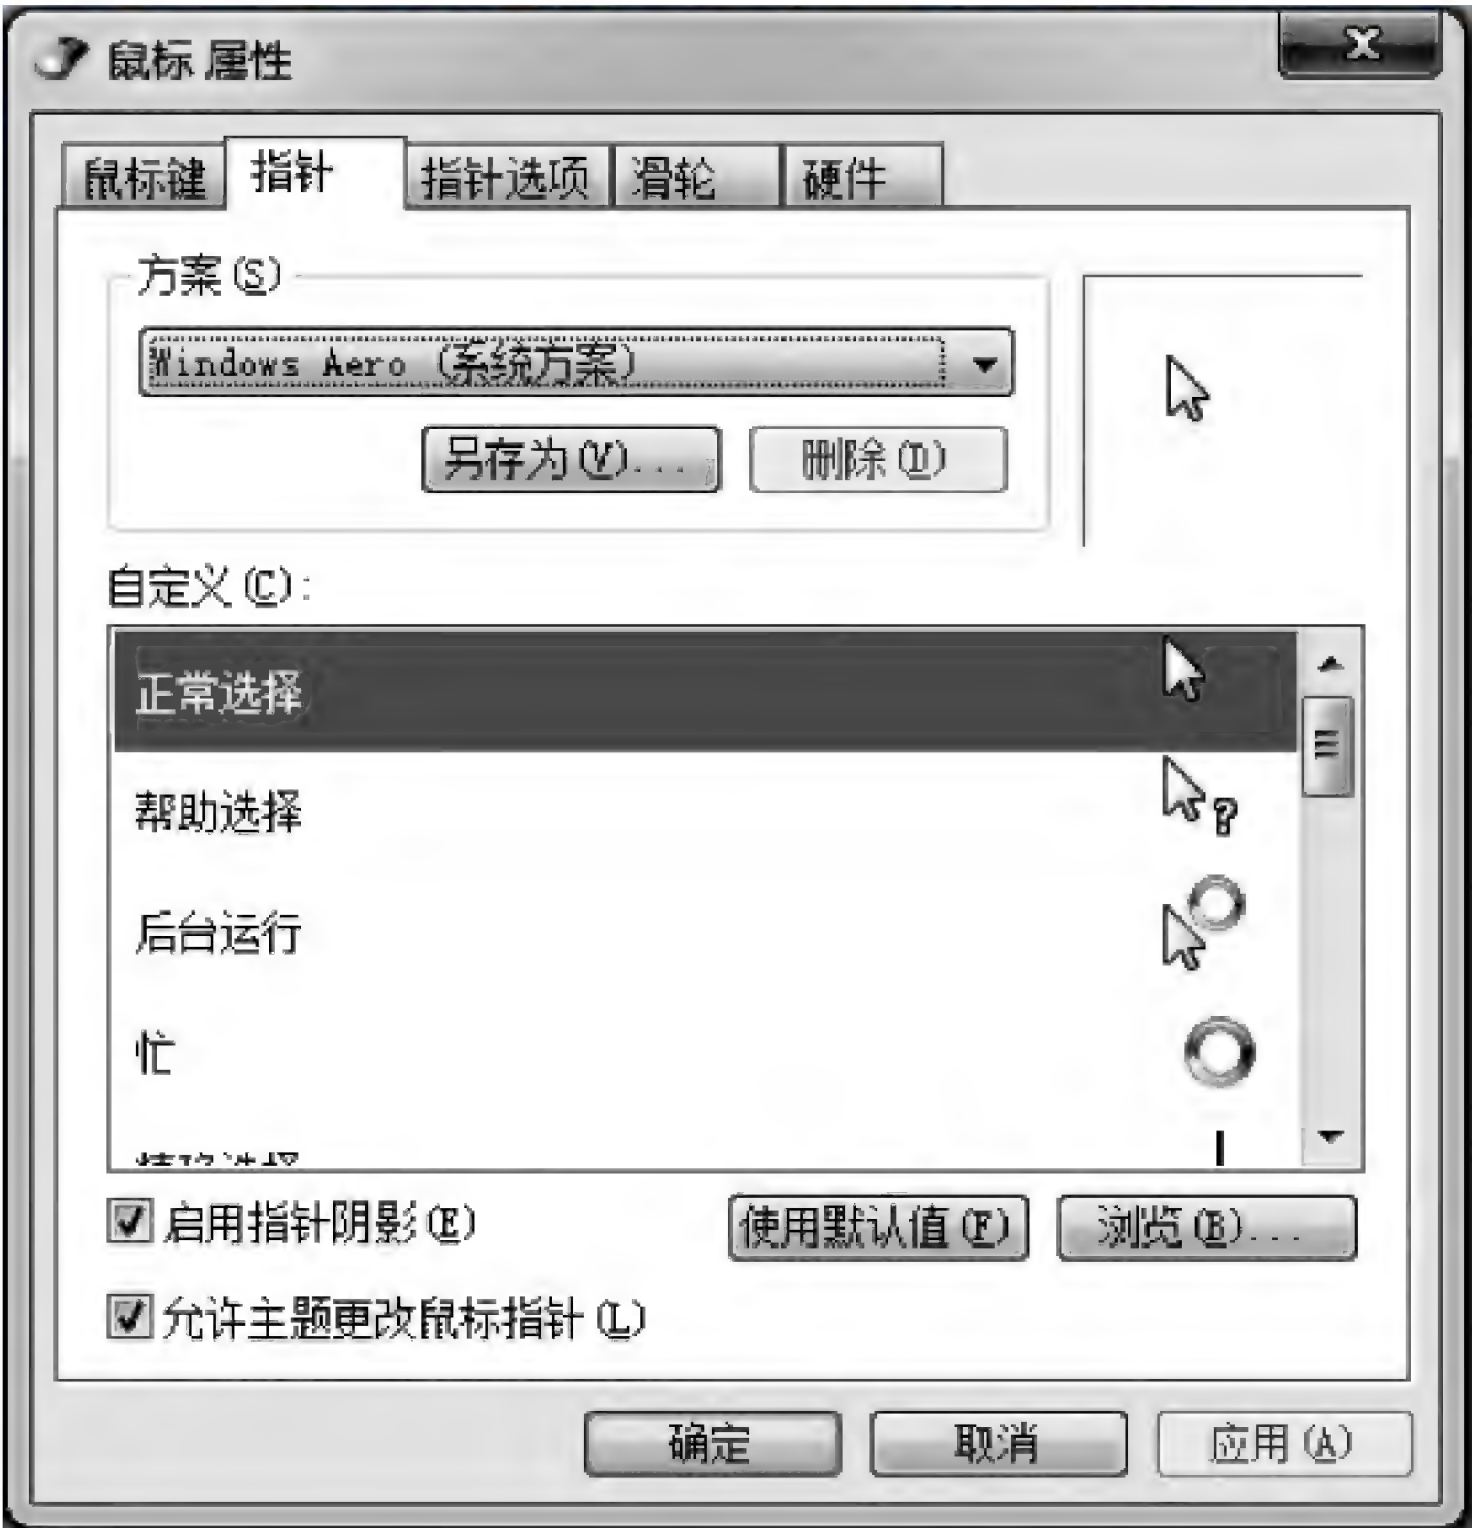 鼠标 属性
鼠标键 指针 指针选项 滑轮 硬件
方案(S)
Windows Aero (系统方案)
另存为(V)... 删除(D)
自定义(C):
正常选择
帮助选择
?
后台运行
忙
启用指针阴影(E) 使用默认值(F) 浏览(B)...
允许主题更改鼠标指针(L)
确定 取消 应用(A)